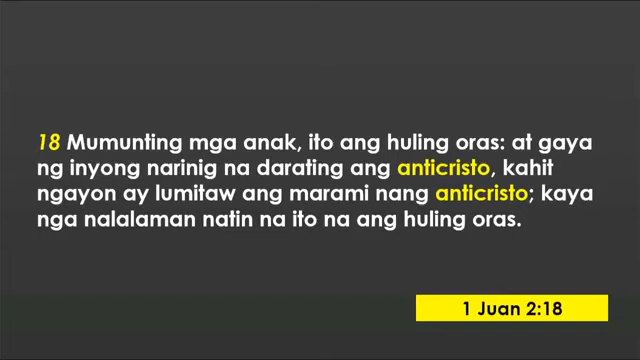 18 Mumunting mga anak, ito ang huling oras: at gaya
ng inyong narinig na darating ang anticristo, kahit
ngayon ay lumitaw ang marami nang anticristo; kaya
nga nalalaman natin na ito na ang huling oras.
1 Juan 2:18